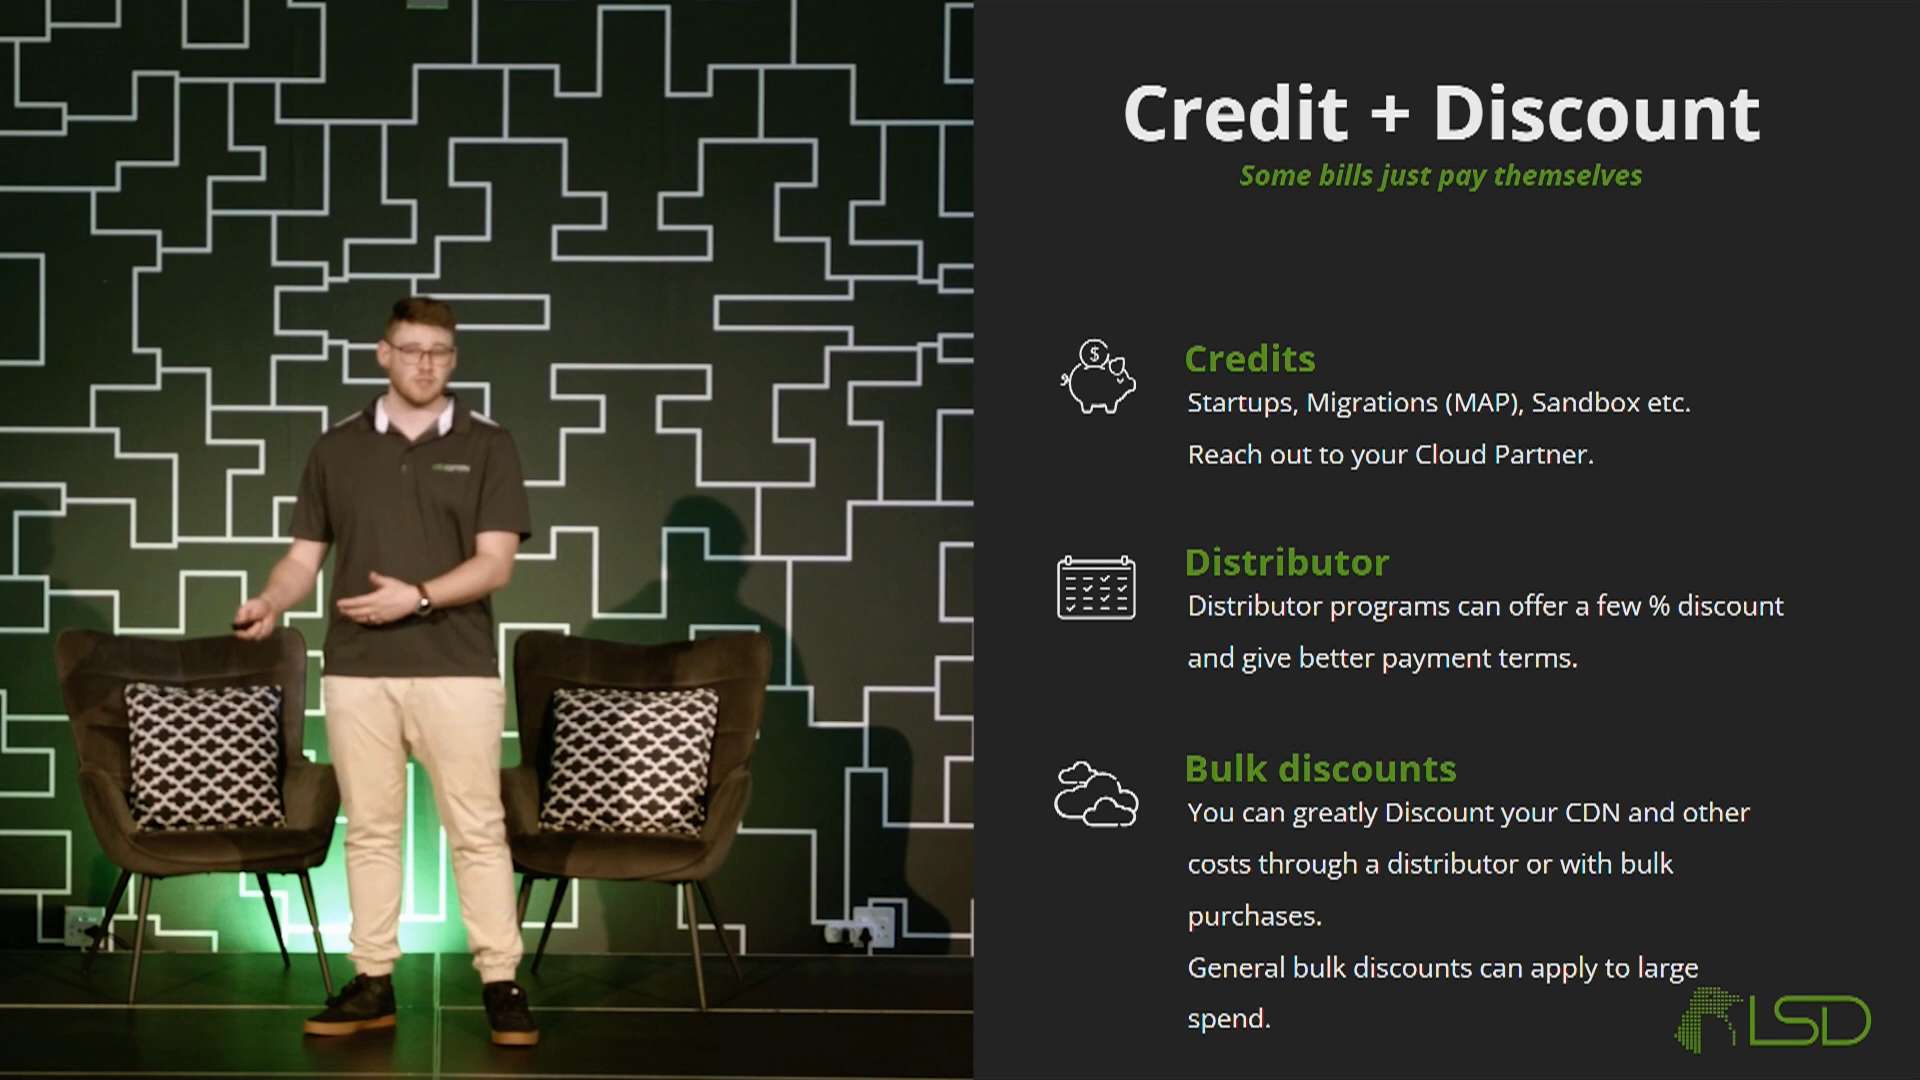 Credit + Discount
Some bills just pay themselves
$
Credits
Startups, Migrations (MAP), Sandbox etc.
Reach out to your Cloud Partner.
Distributor
Distributor programs can offer a few % discount
and give better payment terms.
Bulk discounts
You can greatly Discount your CDN and other
costs through a distributor or with bulk
purchases.
General bulk discounts can apply to large
spend.
LSD